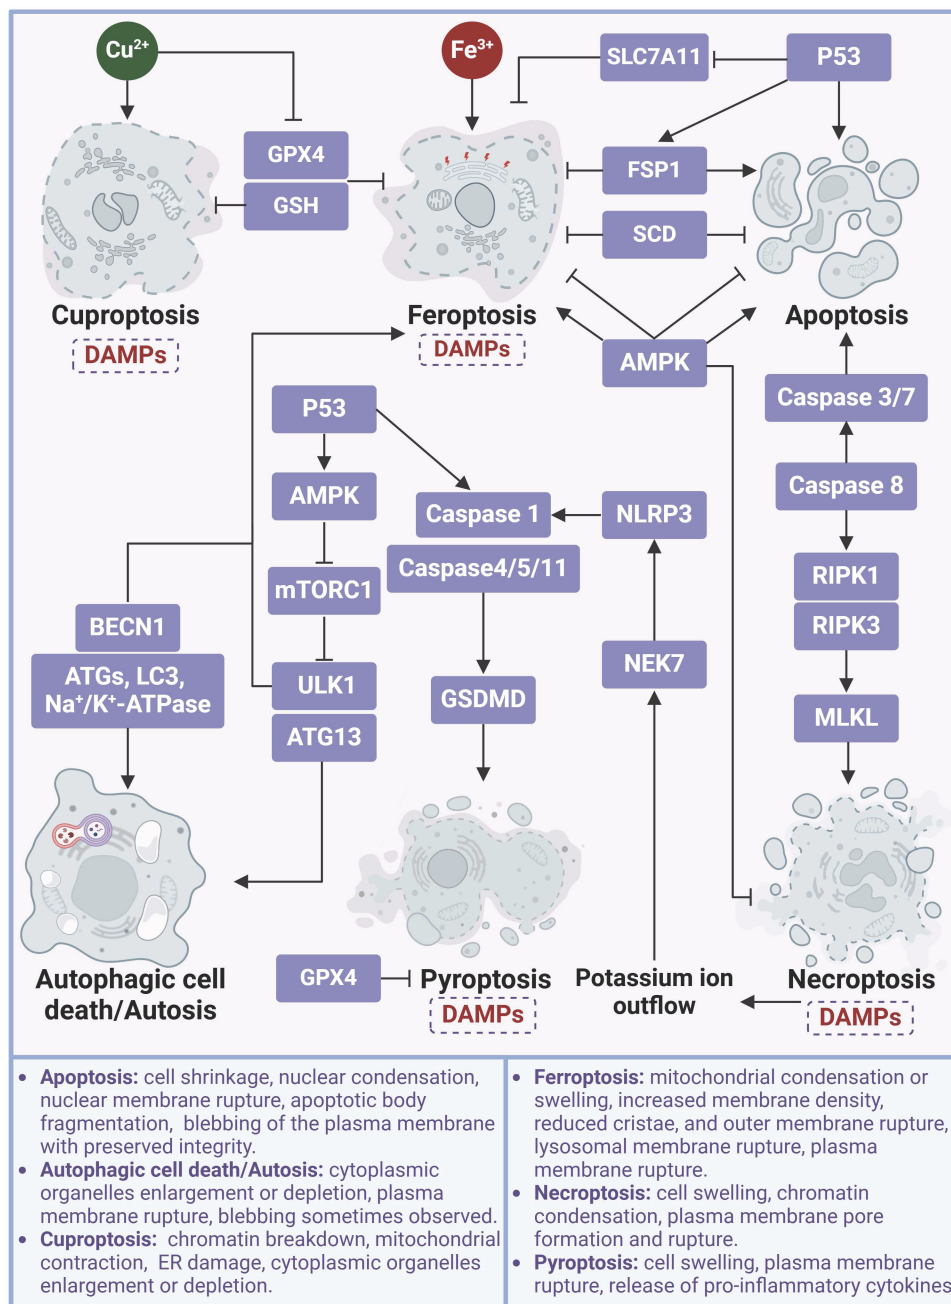 Cu²⁺
Fe³⁺
SLC7A11
P53
GPX4
GSH
FSP1
SCD
Cuproptosis
DAMPs
Feroptosis
DAMPs
Apoptosis
AMPK
P53
Caspase 3/7
AMPK
Caspase 1
NLRP3
Caspase 8
mTORC1
Caspase4/5/11
RIPK1
RIPK3
BECN1
ATGs, LC3,
Na⁺/K⁺-ATPase
ULK1
ATG13
GSDMD
NEK7
MLKL
Autophagic cell
death/Autosis
GPX4
Pyroptosis
DAMPs
Potassium ion
outflow
Necroptosis
DAMPs
• Apoptosis: cell shrinkage, nuclear condensation,
nuclear membrane rupture, apoptotic body
fragmentation, blebbing of the plasma membrane
with preserved integrity.
• Autophagic cell death/Autosis: cytoplasmic
organelles enlargement or depletion, plasma
membrane rupture, blebbing sometimes observed.
• Cuproptosis: chromatin breakdown, mitochondrial
contraction, ER damage, cytoplasmic organelles
enlargement or depletion.
• Ferroptosis: mitochondrial condensation or
swelling, increased membrane density,
reduced cristae, and outer membrane rupture,
lysosomal membrane rupture, plasma
membrane rupture.
• Necroptosis: cell swelling, chromatin
condensation, plasma membrane pore
formation and rupture.
• Pyroptosis: cell swelling, plasma membrane
rupture, release of pro-inflammatory cytokines